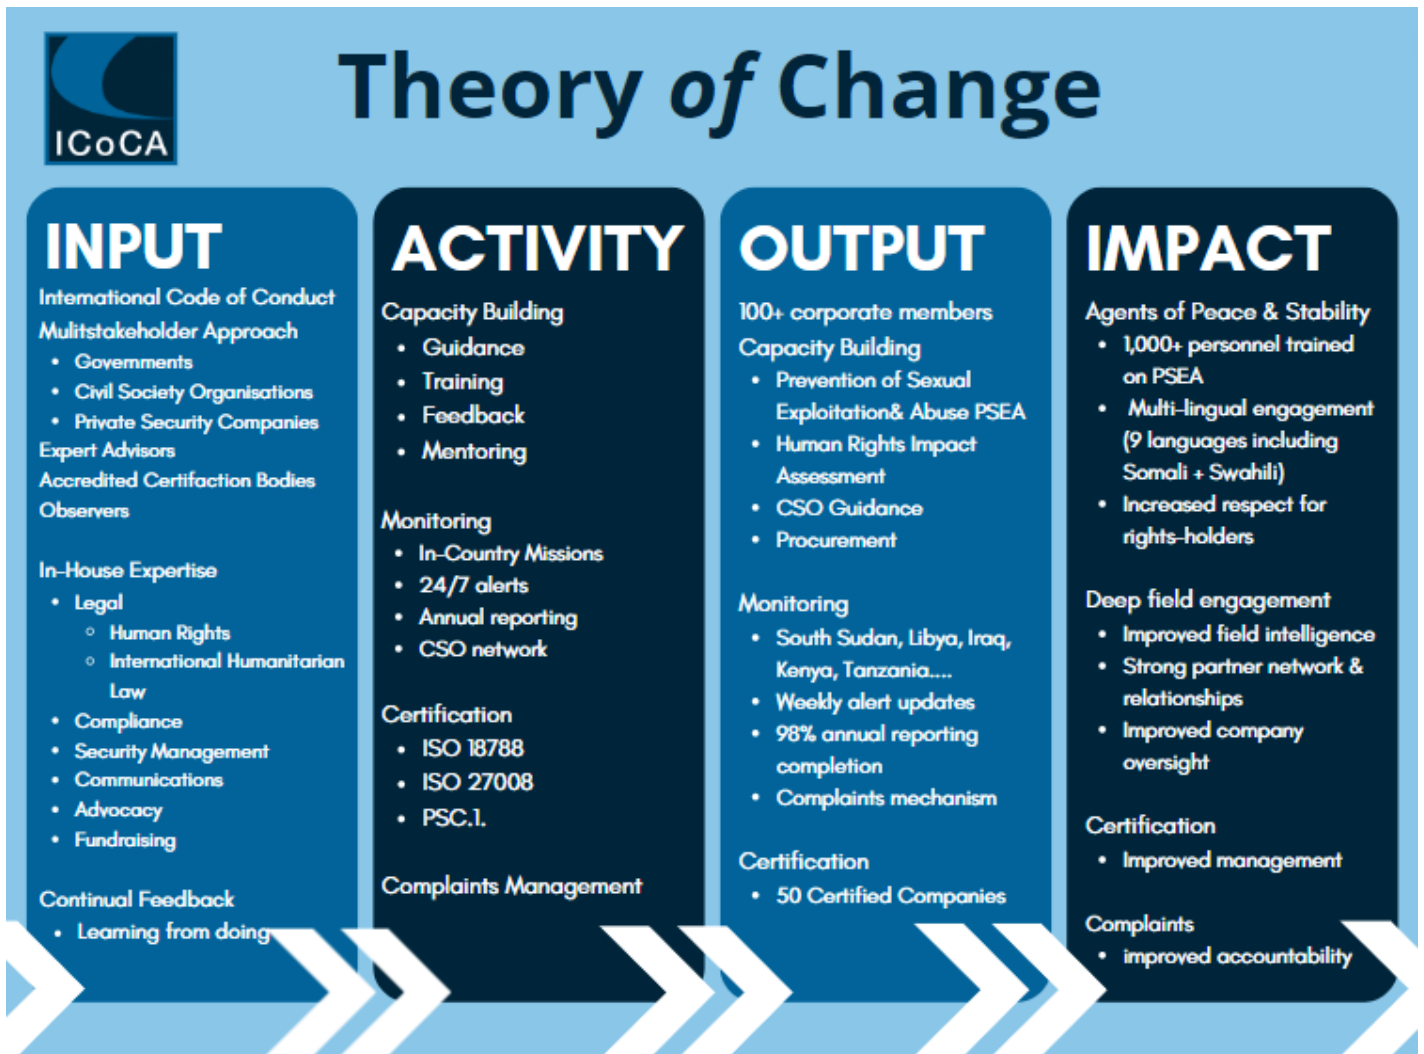 ICoCA
Theory of Change
INPUT
International Code of Conduct
Mulitstakeholder Approach
• Governments
• Civil Society Organisations
• Private Security Companies
Expert Advisors
Accredited Certifaction Bodies
Observers
In-House Expertise
• Legal
◦ Human Rights
◦ International Humanitarian
Law
• Compliance
• Security Management
• Communications
• Advocacy
• Fundraising
Continual Feedback
• Learning from doing
ACTIVITY
Capacity Building
• Guidance
• Training
• Feedback
• Mentoring
Monitoring
• In-Country Missions
• 24/7 alerts
• Annual reporting
• CSO network
Certification
• ISO 18788
• ISO 27008
• PSC.1.
Complaints Management
OUTPUT
100+ corporate members
Capacity Building
• Prevention of Sexual
Exploitation& Abuse PSEA
• Human Rights Impact
Assessment
• CSO Guidance
• Procurement
Monitoring
• South Sudan, Libya, Iraq,
Kenya, Tanzania....
• Weekly alert updates
• 98% annual reporting
completion
• Complaints mechanism
Certification
• 50 Certified Companies
IMPACT
Agents of Peace & Stability
• 1,000+ personnel trained
on PSEA
• Multi-lingual engagement
(9 languages including
Somali + Swahili)
• Increased respect for
rights-holders
Deep field engagement
• Improved field intelligence
• Strong partner network &
relationships
• Improved company
oversight
Certification
• Improved management
Complaints
• improved accountability